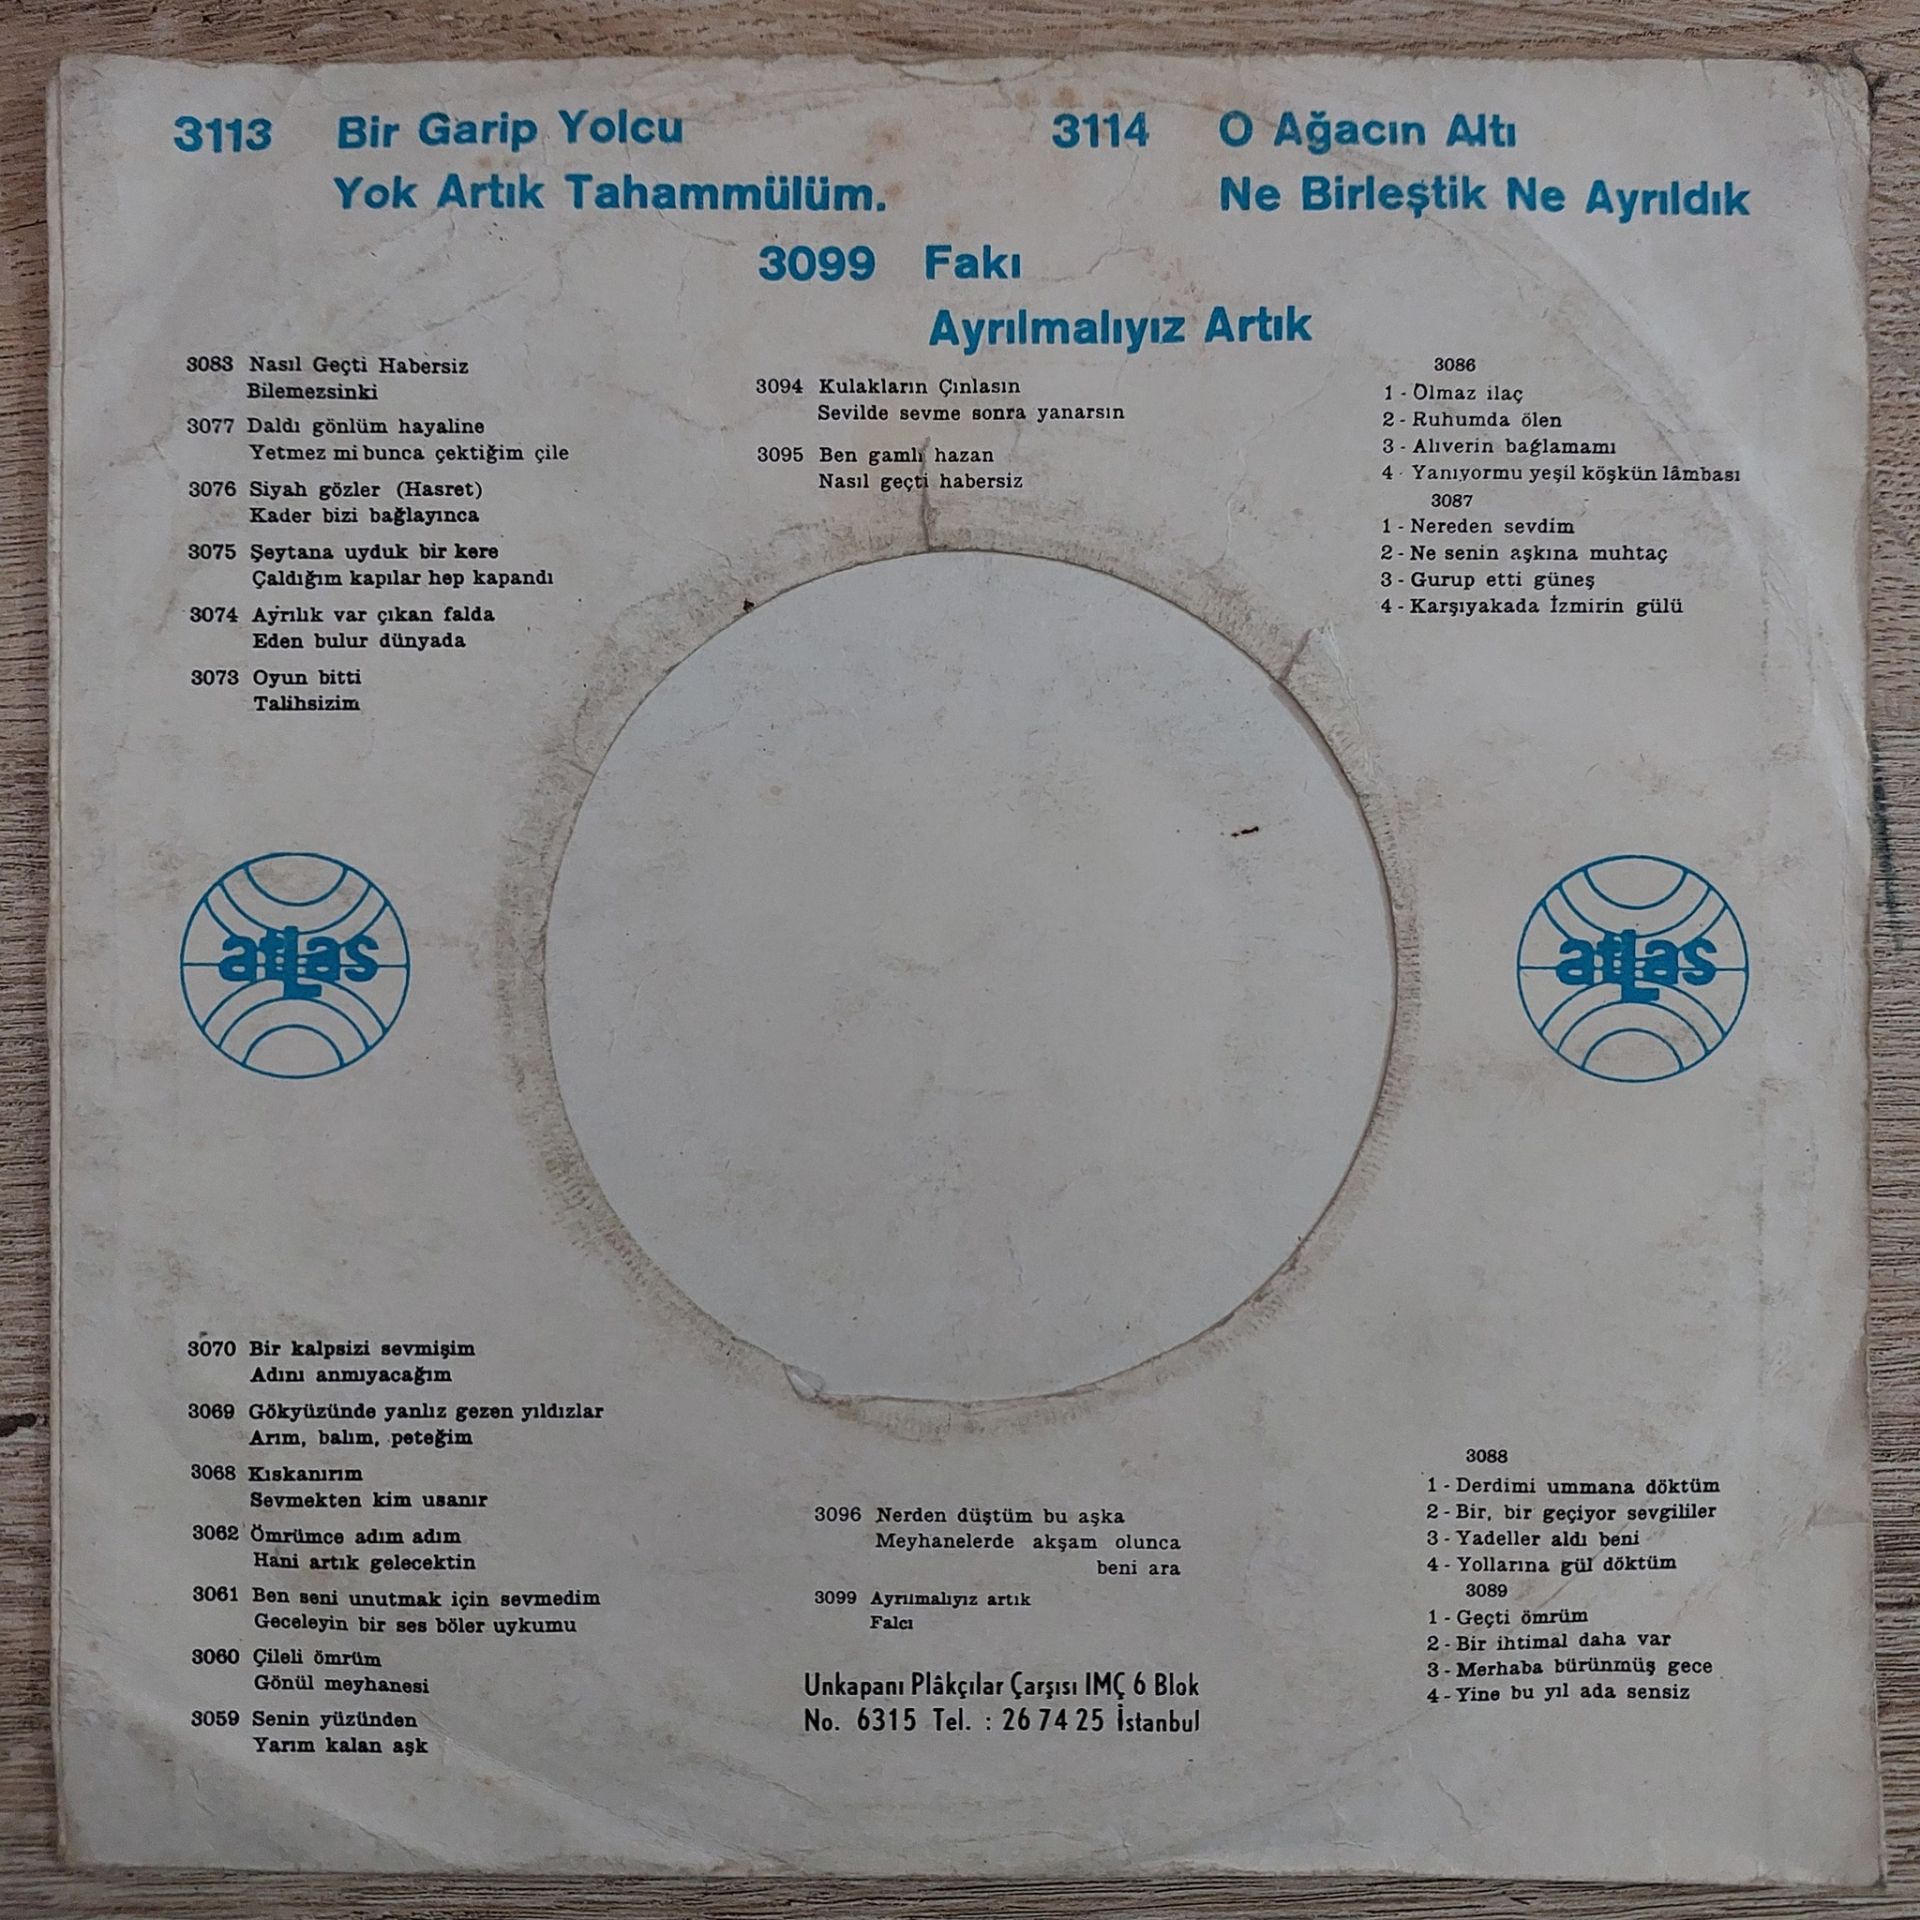 3113 Bir Garip Yolcu
Yok Artık Tahammülüm.
3114 O Ağacın Altı
Ne Birleştik Ne Ayrıldık
3099 Fakı
Ayrılmalıyız Artık
3083 Nasıl Geçti Habersiz
Bilemezsinki
3077 Daldı gönlüm hayaline
Yetmez mi bunca çektiğim çile
3076 Siyah gözler (Hasret)
Kader bizi bağlayınca
3075 Şeytana uyduk bir kere
Çaldığım kapılar hep kapandı
3074 Ayrılık var çıkan falda
Eden bulur dünyada
3073 Oyun bitti
Talihsizim
3094 Kulakların Çınlasın
Sevilde sevme sonra yanarsın
3095 Ben gamlı hazan
Nasıl geçti habersiz
3086
1 - Olmaz ilaç
2 - Ruhumda ölen
3 - Alıverin bağlamamı
4 - Yanıyormu yeşil köşkün lâmbası
3087
1 - Nereden sevdim
2 - Ne senin aşkına muhtaç
3 - Gurup etti güneş
4 - Karşıyakada İzmirin gülü
atlas
atlas
3070 Bir kalpsizi sevmişim
Adını anmıyacağım
3069 Gökyüzünde yanlız gezen yıldızlar
Arım, balım, peteğim
3068 Kıskanırım
Sevmekten kim usanır
3062 Ömrümce adım adım
Hani artık gelecektin
3061 Ben seni unutmak için sevmedim
Geceleyin bir ses böler uykumu
3060 Çileli ömrüm
Gönül meyhanesi
3059 Senin yüzünden
Yarım kalan aşk
3096 Nerden düştüm bu aşka
Meyhanelerde akşam olunca
beni ara
3099 Ayrılmalıyız artık
Falcı
Unkapanı Plâkçılar Çarşısı IMÇ 6 Blok
No. 6315 Tel. : 26 74 25 İstanbul
3088
1 - Derdimi ummana döktüm
2 - Bir, bir geçiyor sevgililer
3 - Yadeller aldı beni
4 - Yollarına gül döktüm
3089
1 - Geçti ömrüm
2 - Bir ihtimal daha var
3 - Merhaba bürünmüş gece
4 - Yine bu yıl ada sensiz